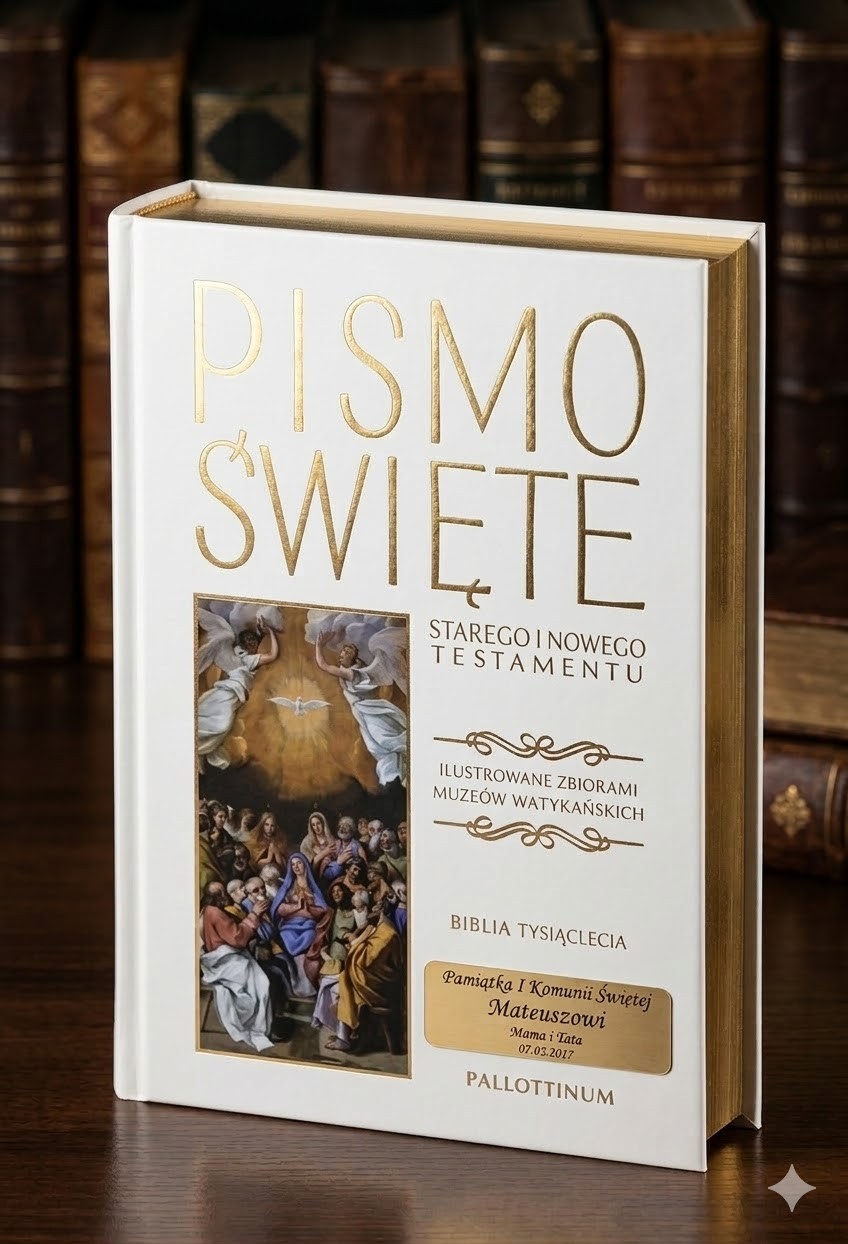 PISMO
ŚWIĘTE
STAREGO I NOWEGO
TESTAMENTU
ILUSTROWANE ZBIORAMI
MUZEÓW WATYKAŃSKICH
BIBLIA TYSIĄCLECIA
Pamiątka I Komunii Świętej
Mateuszowi
Mama i Tata
07.03.2017
PALLOTTINUM